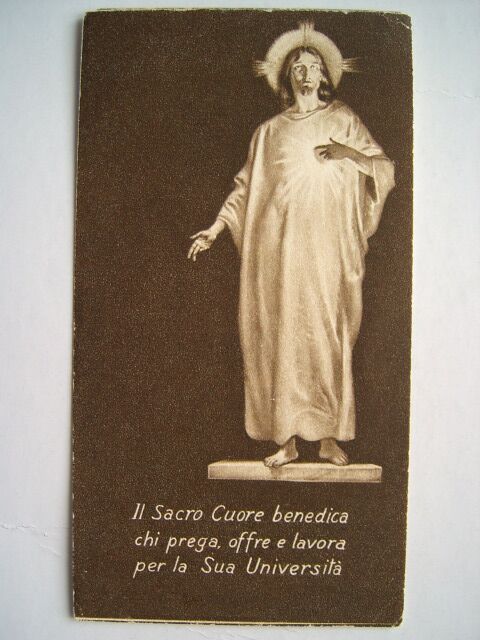 Il Sacro Cuore benedica
chi prega, offre e lavora
per la Sua Università